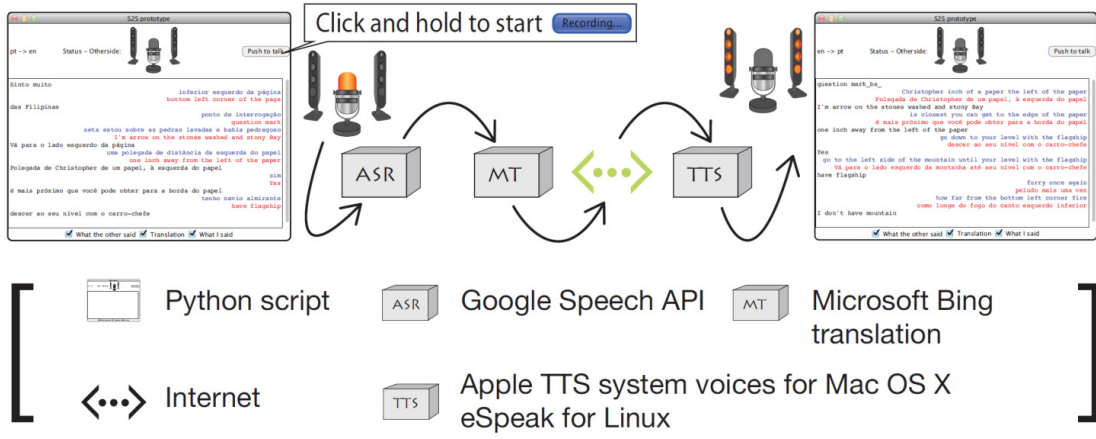 S2S prototype
pt -> en
Status - Otherside:
Push to talk
Sinto muito
inferior esquerdo da página
bottom left corner of the page
das Filipinas
ponto de interrogação
question mark
seta estou sobre as pedras lavadas e bahia pedregoso
I'm arrow on the stones washed and stony Bay
Vá para o lado esquerdo da página
uma polegada de distância da esquerda do papel
one inch away from the left of the paper
Polegada de Christopher de um papel, à esquerda do papel
sim
Yes
é mais próximo que você pode obter para a borda do papel
tenho navio almirante
have flagship
descer ao seu nível com o carro-chefe
What the other said
Translation
What I said
Click and hold to start
Recording...
ASR
MT
TTS
S2S prototype
en -> pt
Status - Otherside:
Push to talk
question mark_bs_
Christopher inch of a paper the left of the paper
Polegada de Christopher de um papel, à esquerda do papel
I'm arrow on the stones washed and stony Bay
is closest you can get to the edge of the paper
é mais próximo que você pode obter para a borda do papel
one inch away from the left of the paper
go down to your level with the flagship
descer ao seu nível com o carro-chefe
Yes
go to the left side of the mountain until your level with the flagship
Vá para o lado esquerdo da montanha até seu nível com o carro-chefe
have flagship
furry once again
peludo mais uma vez
how far from the bottom left corner fire
como longe do fogo do canto esquerdo inferior
I don't have mountain
What the other said
Translation
What I said
Python script
ASR
Google Speech API
MT
Microsoft Bing
translation
Internet
TTS
Apple TTS system voices for Mac OS X
eSpeak for Linux